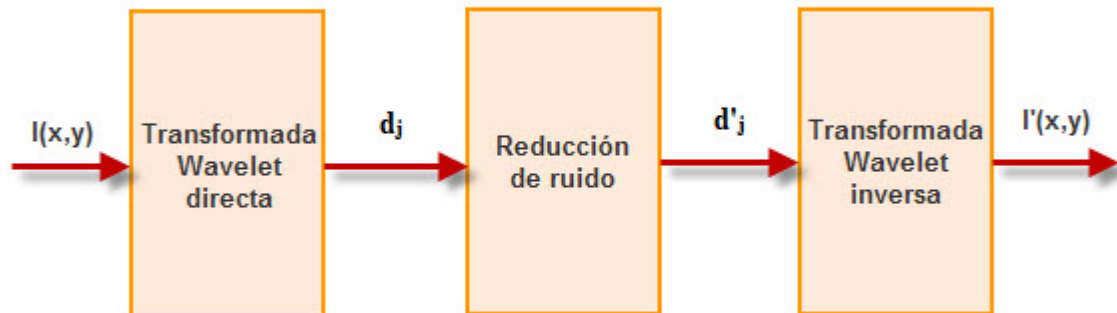 I(x,y)
Transformada
Wavelet
directa
dj
Reducción
de ruido
d'j
Transformada
Wavelet
inversa
I'(x,y)